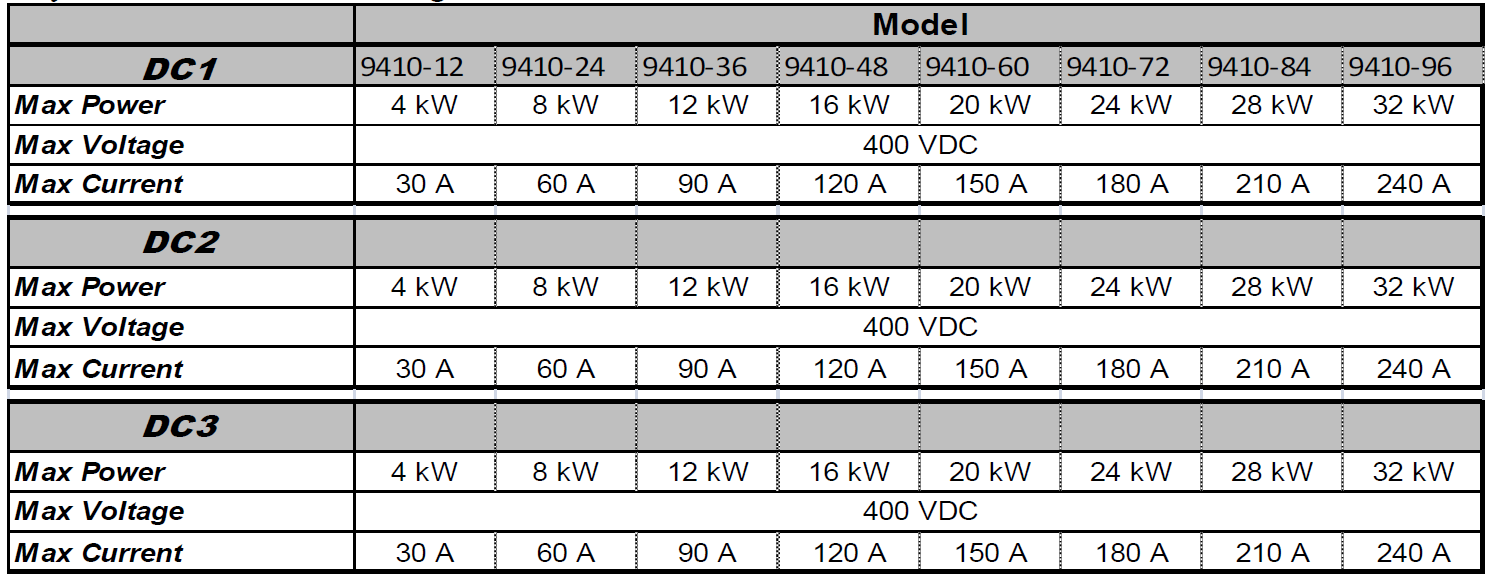 Model
DC1 9410-12 9410-24 9410-36 9410-48 9410-60 9410-72 9410-84 9410-96
Max Power 4 kW 8 kW 12 kW 16 kW 20 kW 24 kW 28 kW 32 kW
Max Voltage 400 VDC
Max Current 30 A 60 A 90 A 120 A 150 A 180 A 210 A 240 A
DC2
Max Power 4 kW 8 kW 12 kW 16 kW 20 kW 24 kW 28 kW 32 kW
Max Voltage 400 VDC
Max Current 30 A 60 A 90 A 120 A 150 A 180 A 210 A 240 A
DC3
Max Power 4 kW 8 kW 12 kW 16 kW 20 kW 24 kW 28 kW 32 kW
Max Voltage 400 VDC
Max Current 30 A 60 A 90 A 120 A 150 A 180 A 210 A 240 A